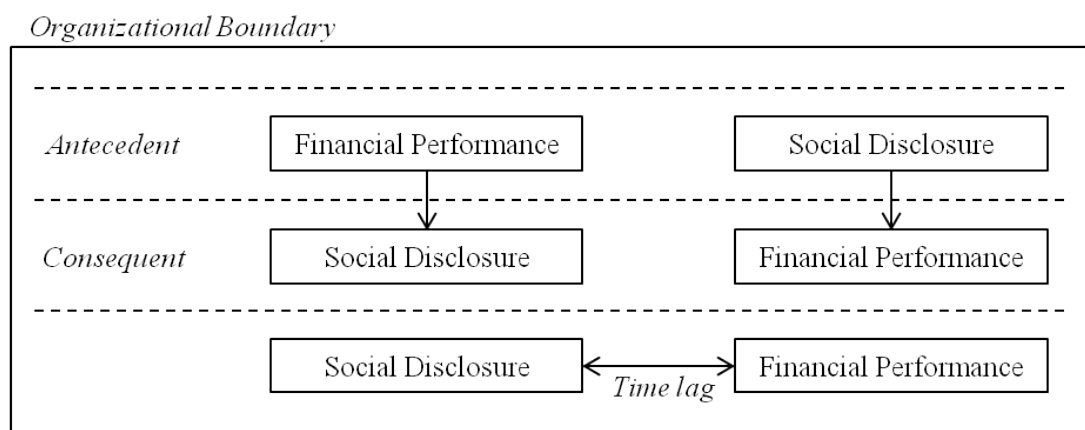 Organizational Boundary
Antecedent
Financial Performance
Social Disclosure
Consequent
Social Disclosure
Financial Performance
Social Disclosure
Time lag
Financial Performance